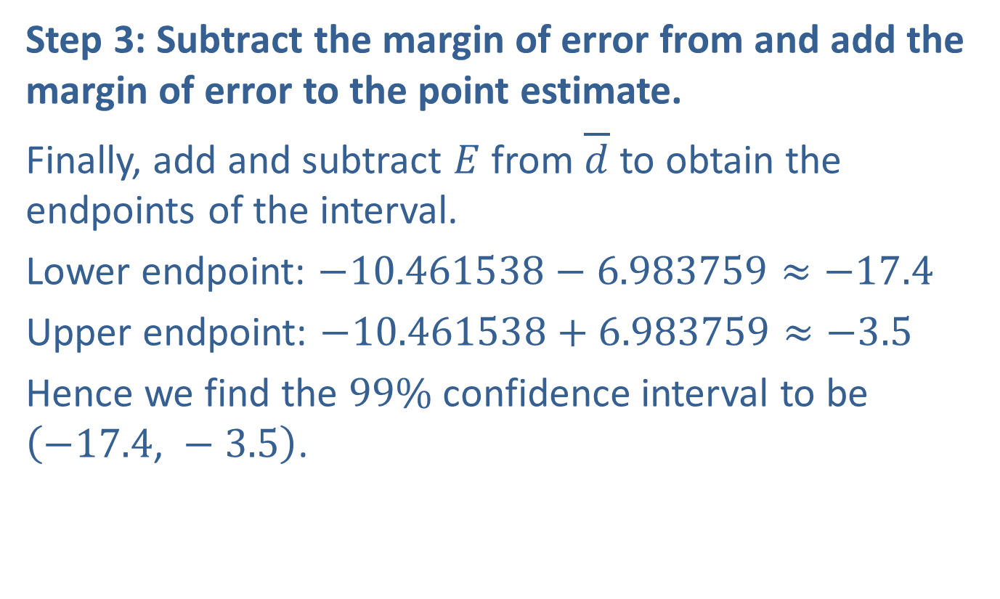 Step 3: Subtract the margin of error from and add the
margin of error to the point estimate.
Finally, add and subtract E from d̅ to obtain the
endpoints of the interval.
Lower endpoint: −10.461538 − 6.983759 ≈ −17.4
Upper endpoint: −10.461538 + 6.983759 ≈ −3.5
Hence we find the 99% confidence interval to be
(−17.4, − 3.5).